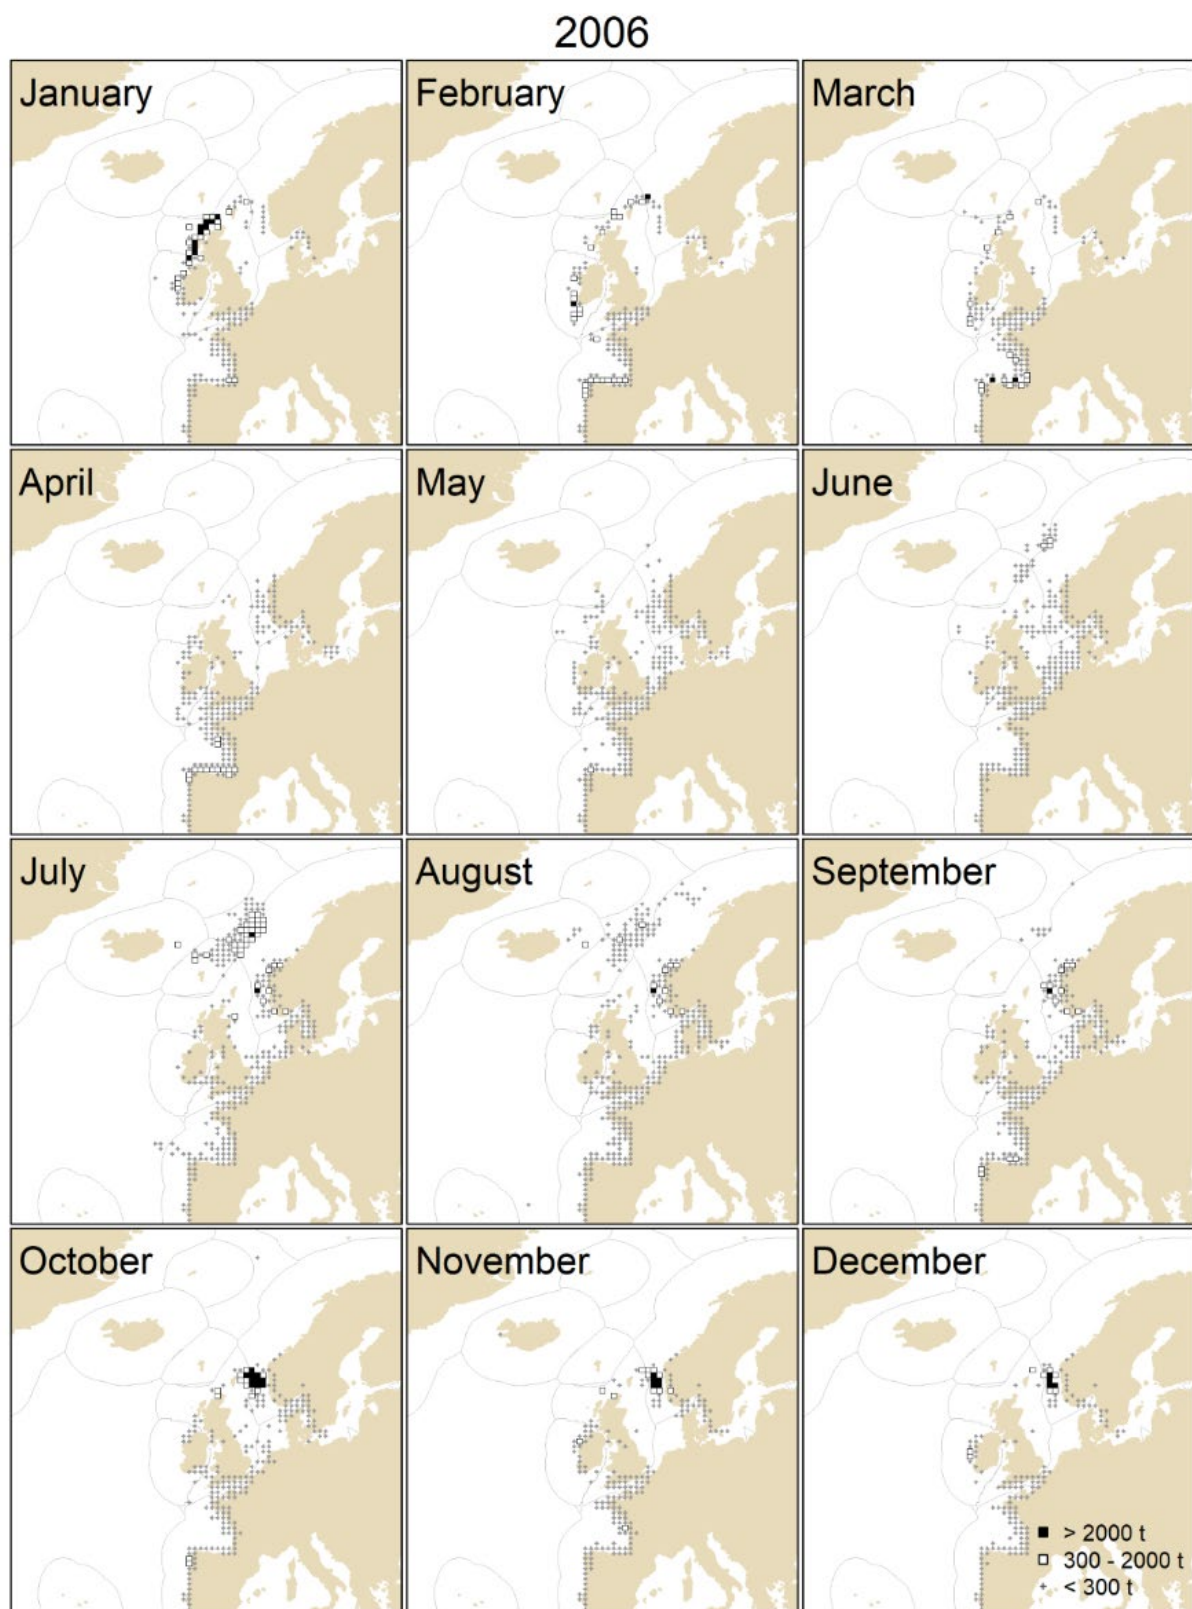 2006
January
February
March
April
May
June
July
August
September
October
November
December
> 2000 t
300 - 2000 t
< 300 t